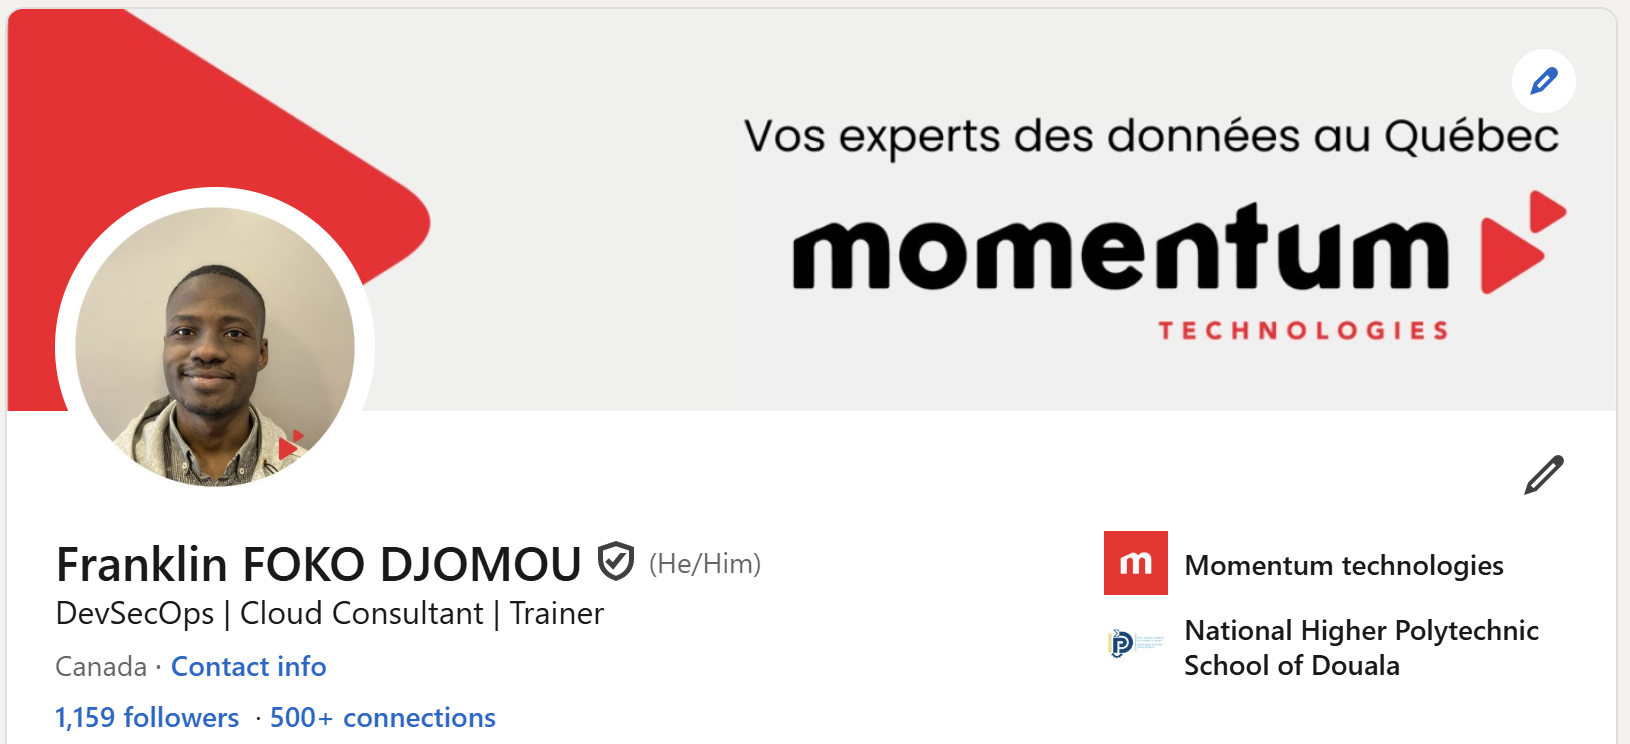 Vos experts des données au Québec
momentum
TECHNOLOGIES
Franklin FOKO DJOMOU (He/Him)
DevSecOps | Cloud Consultant | Trainer
Canada · Contact info
1,159 followers · 500+ connections
m Momentum technologies
National Higher Polytechnic
School of Douala